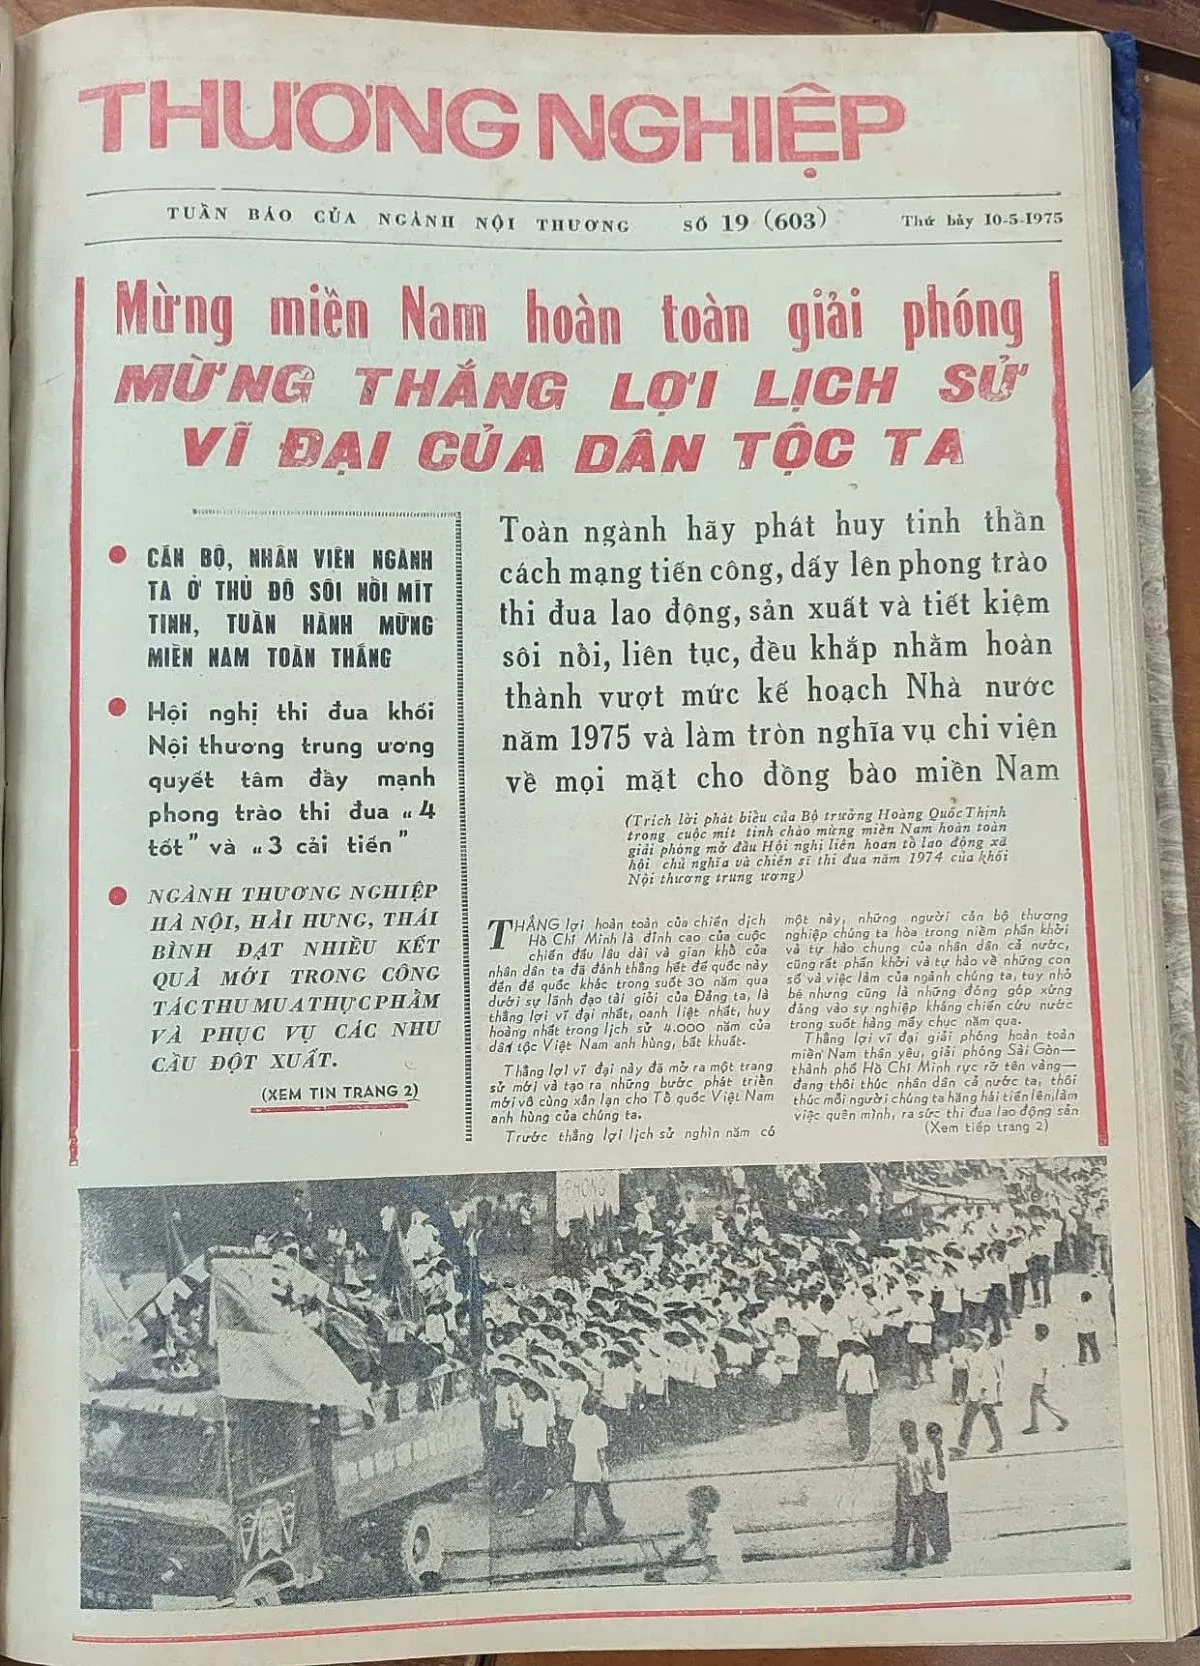 THƯƠNG NGHIỆP
TUẦN BÁO CỦA NGÀNH NỘI THƯƠNG SỐ 19 (603) Thứ bảy 10-5-1975
Mừng miền Nam hoàn toàn giải phóng
MỪNG THẮNG LỢI LỊCH SỬ
VĨ ĐẠI CỦA DÂN TỘC TA
CÁN BỘ, NHÂN VIÊN NGÀNH
TA Ở THỦ ĐÔ SÔI NỔI MÍT
TINH, TUẦN HÀNH MỪNG
MIỀN NAM TOÀN THẮNG
Hội nghị thi đua khối
Nội thương trung ương
quyết tâm đẩy mạnh
phong trào thi đua “4
tốt” và “3 cải tiến”
NGÀNH THƯƠNG NGHIỆP
HÀ NỘI, HẢI HƯNG, THÁI
BÌNH ĐẠT NHIỀU KẾT
QUẢ MỚI TRONG CÔNG
TÁC THU MUA THỰC PHẨM
VÀ PHỤC VỤ CÁC NHU
CẦU ĐỘT XUẤT.
(XEM TIN TRANG 2)
Toàn ngành hãy phát huy tinh thần
cách mạng tiến công, dấy lên phong trào
thi đua lao động, sản xuất và tiết kiệm
sôi nổi, liên tục, đều khắp nhằm hoàn
thành vượt mức kế hoạch Nhà nước
năm 1975 và làm tròn nghĩa vụ chi viện
về mọi mặt cho đồng bào miền Nam
(Trích lời phát biểu của Bộ trưởng Hoàng Quốc Thịnh
trong cuộc mít tinh chào mừng miền Nam hoàn toàn
giải phóng mở đầu Hội nghị liên hoan tổ lao động xã
hội chủ nghĩa và chiến sĩ thi đua năm 1974 của khối
Nội thương trung ương)
THẮNG lợi hoàn toàn của chiến dịch
Hồ Chí Minh là đỉnh cao của cuộc
chiến đấu lâu dài và gian khổ của
nhân dân ta đã đánh thắng hết đế quốc này
đến đế quốc khác trong suốt 30 năm qua
dưới sự lãnh đạo tài giỏi của Đảng ta, là
thắng lợi vĩ đại nhất, oanh liệt nhất, huy
hoàng nhất trong lịch sử 4.000 năm của
dân tộc Việt Nam anh hùng, bất khuất.
Thắng lợi vĩ đại này đã mở ra một trang
sử mới và tạo ra những bước phát triển
mới vô cùng xán lạn cho Tổ quốc Việt Nam
anh hùng của chúng ta.
Trước thắng lợi lịch sử nghìn năm có
một này, những người cán bộ thương
nghiệp chúng ta hòa trong niềm phấn khởi
và tự hào chung của nhân dân cả nước,
cũng rất phấn khởi và tự hào về những con
số và việc làm của ngành chúng ta, tuy nhỏ
bé nhưng cũng là những đóng góp xứng
đáng vào sự nghiệp kháng chiến cứu nước
trong suốt hàng mấy chục năm qua.
Thắng lợi vĩ đại giải phóng hoàn toàn
miền Nam thân yêu, giải phóng Sài Gòn—
thành phố Hồ Chí Minh rực rỡ tên vàng—
đang thôi thúc nhân dân cả nước ta, thôi
thúc mỗi người chúng ta hăng hái tiến lên, làm
việc quên mình, ra sức thi đua lao động sản
(Xem tiếp trang 2)
PHÓNG